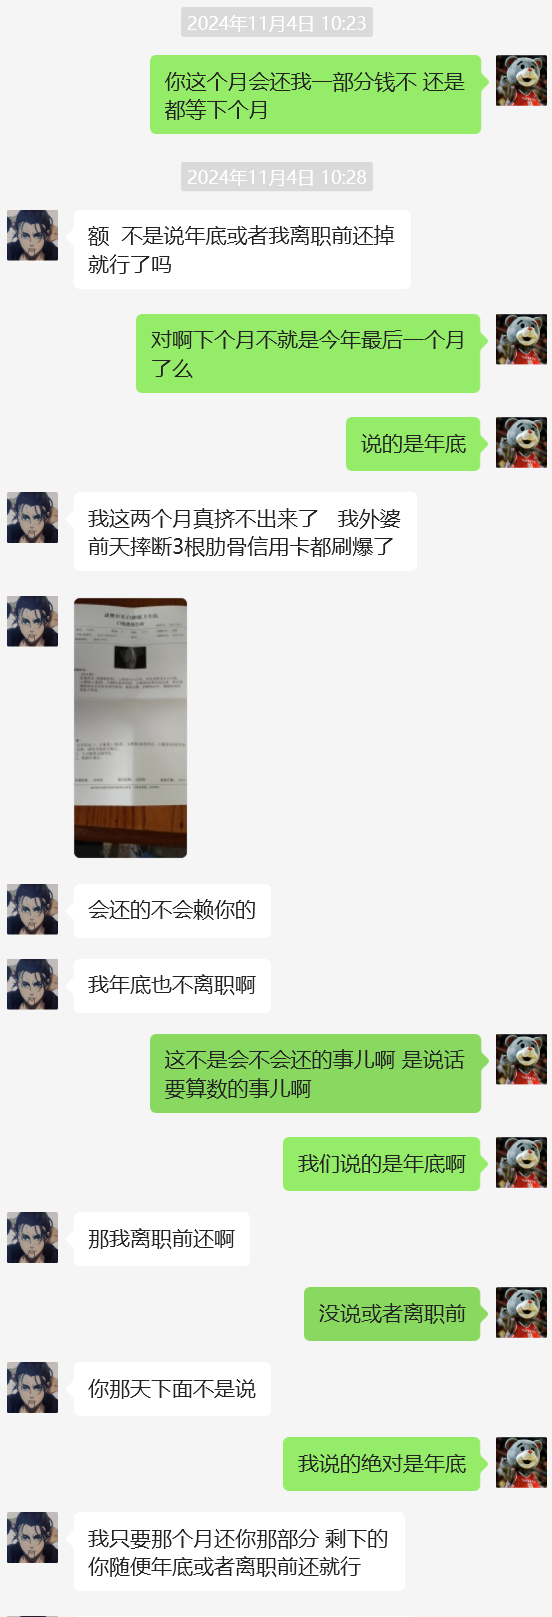 2024年11月4日 10:23
你这个月会还我一部分钱不 还是
都等下个月
2024年11月4日 10:28
额 不是说年底或者我离职前还掉
就行了吗
对啊下个月不就是今年最后一个月
了么
说的是年底
我这两个月真挤不出来了 我外婆
前天摔断3根肋骨信用卡都刷爆了
会还的不会赖你的
我年底也不离职啊
这不是会不会还的事儿啊 是说话
要算数的事儿啊
我们说的是年底啊
那我离职前还啊
没说或者离职前
你那天下面不是说
我说的绝对是年底
我只要那个月还你那部分 剩下的
你随便年底或者离职前还就行